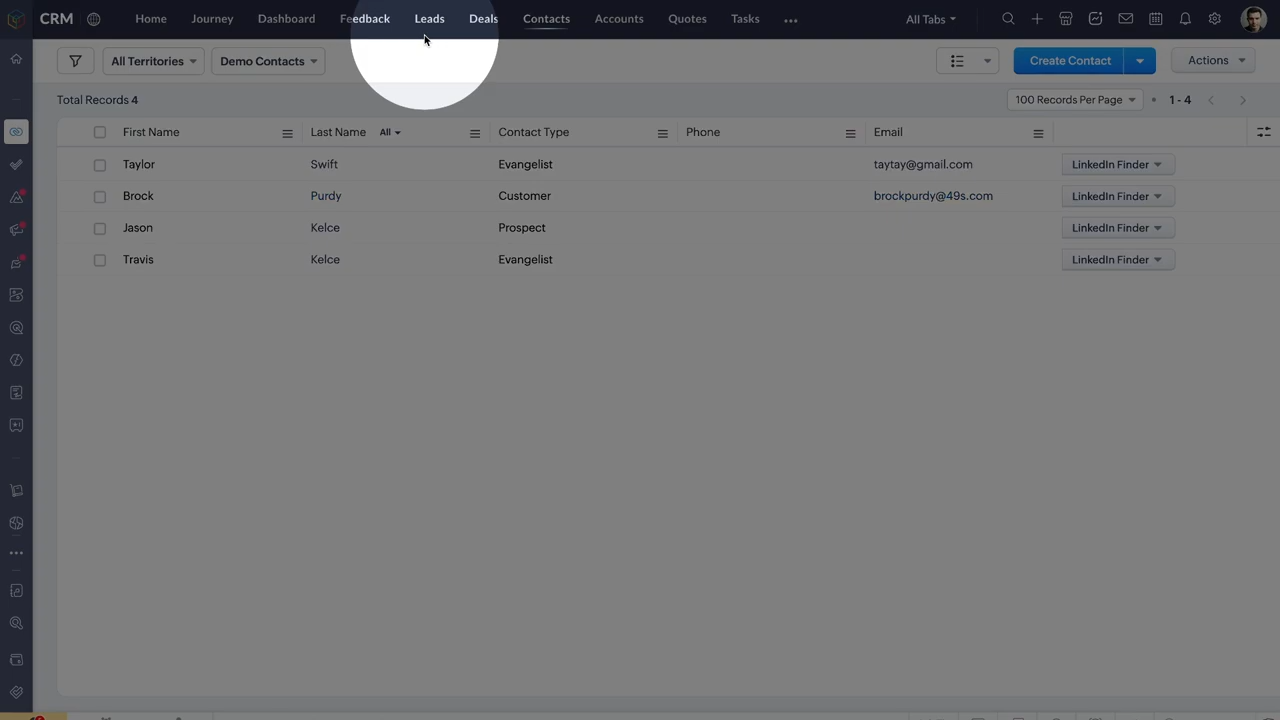 CRM Home Journey Dashboard Feedback Leads Deals Contacts Accounts Quotes Tasks ••• All Tabs
All Territories Demo Contacts Create Contact Actions
Total Records 4 100 Records Per Page • 1 - 4
First Name Last Name All Contact Type Phone Email
Taylor Swift Evangelist taytay@gmail.com LinkedIn Finder
Brock Purdy Customer brockpurdy@49s.com LinkedIn Finder
Jason Kelce Prospect LinkedIn Finder
Travis Kelce Evangelist LinkedIn Finder